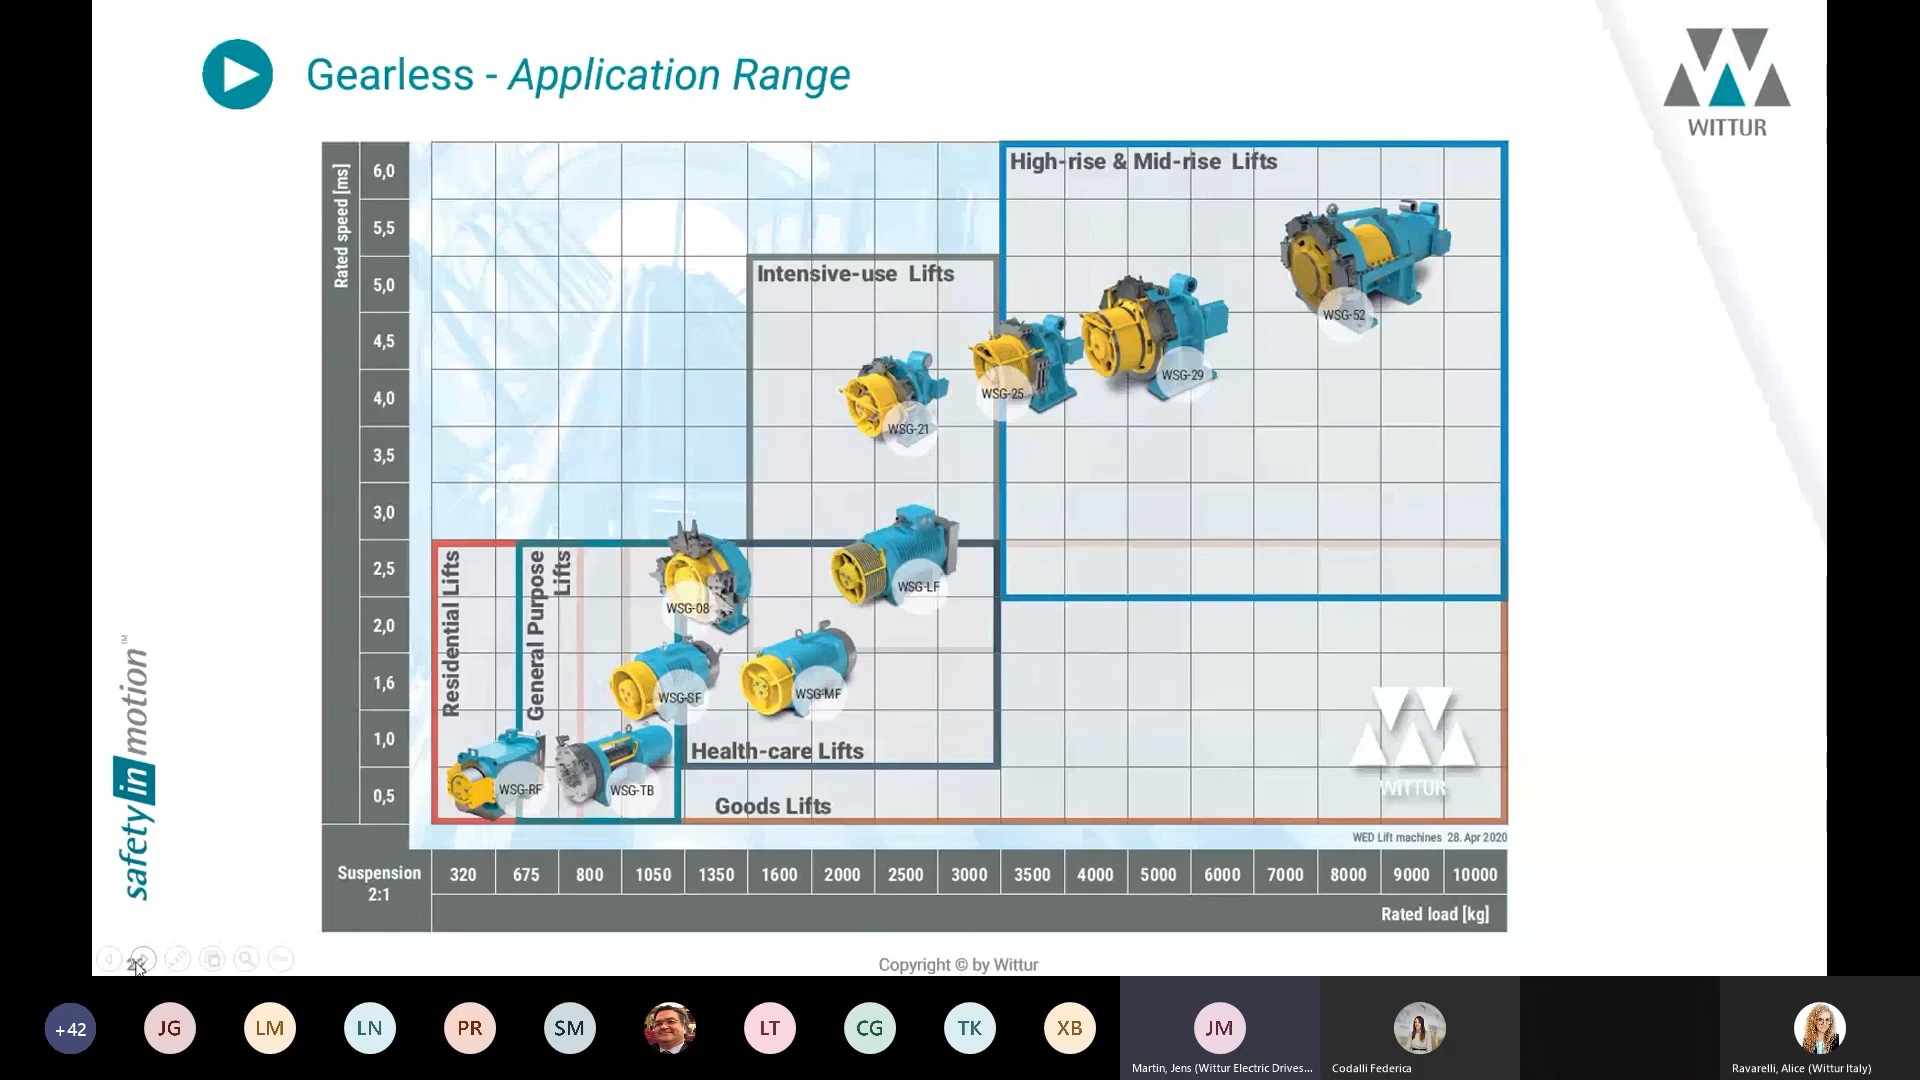 Gearless - Application Range
WITTUR
Rated speed [ms]
6,0
5,5
5,0
4,5
4,0
3,5
3,0
2,5
2,0
1,6
1,0
0,5
High-rise & Mid-rise Lifts
Intensive-use Lifts
WSG-52
WSG-29
WSG-25
WSG-21
WSG-LF
WSG-08
WSG-SF
WSG-MF
WSG-RF
WSG-TB
Residential Lifts
General Purpose
Lifts
Health-care Lifts
Goods Lifts
WITTUR
WED Lift machines 28. Apr 2020
Suspension
2:1
320 675 800 1050 1350 1600 2000 2500 3000 3500 4000 5000 6000 7000 8000 9000 10000
Rated load [kg]
safety in motion™
Copyright © by Wittur
+42
JG
LM
LN
PR
SM
LT
CG
TK
XB
JM
Martin, Jens (Wittur Electric Drives...
Codalli Federica
Ravarelli, Alice (Wittur Italy)